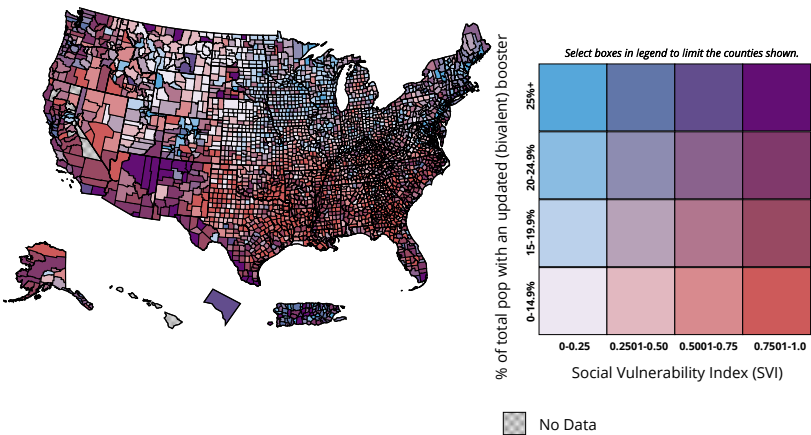 Select boxes in legend to limit the counties shown.
% of total pop with an updated (bivalent) booster
25%+
20-24.9%
15-19.9%
0-14.9%
0-0.25
0.2501-0.50
0.5001-0.75
0.7501-1.0
Social Vulnerability Index (SVI)
No Data